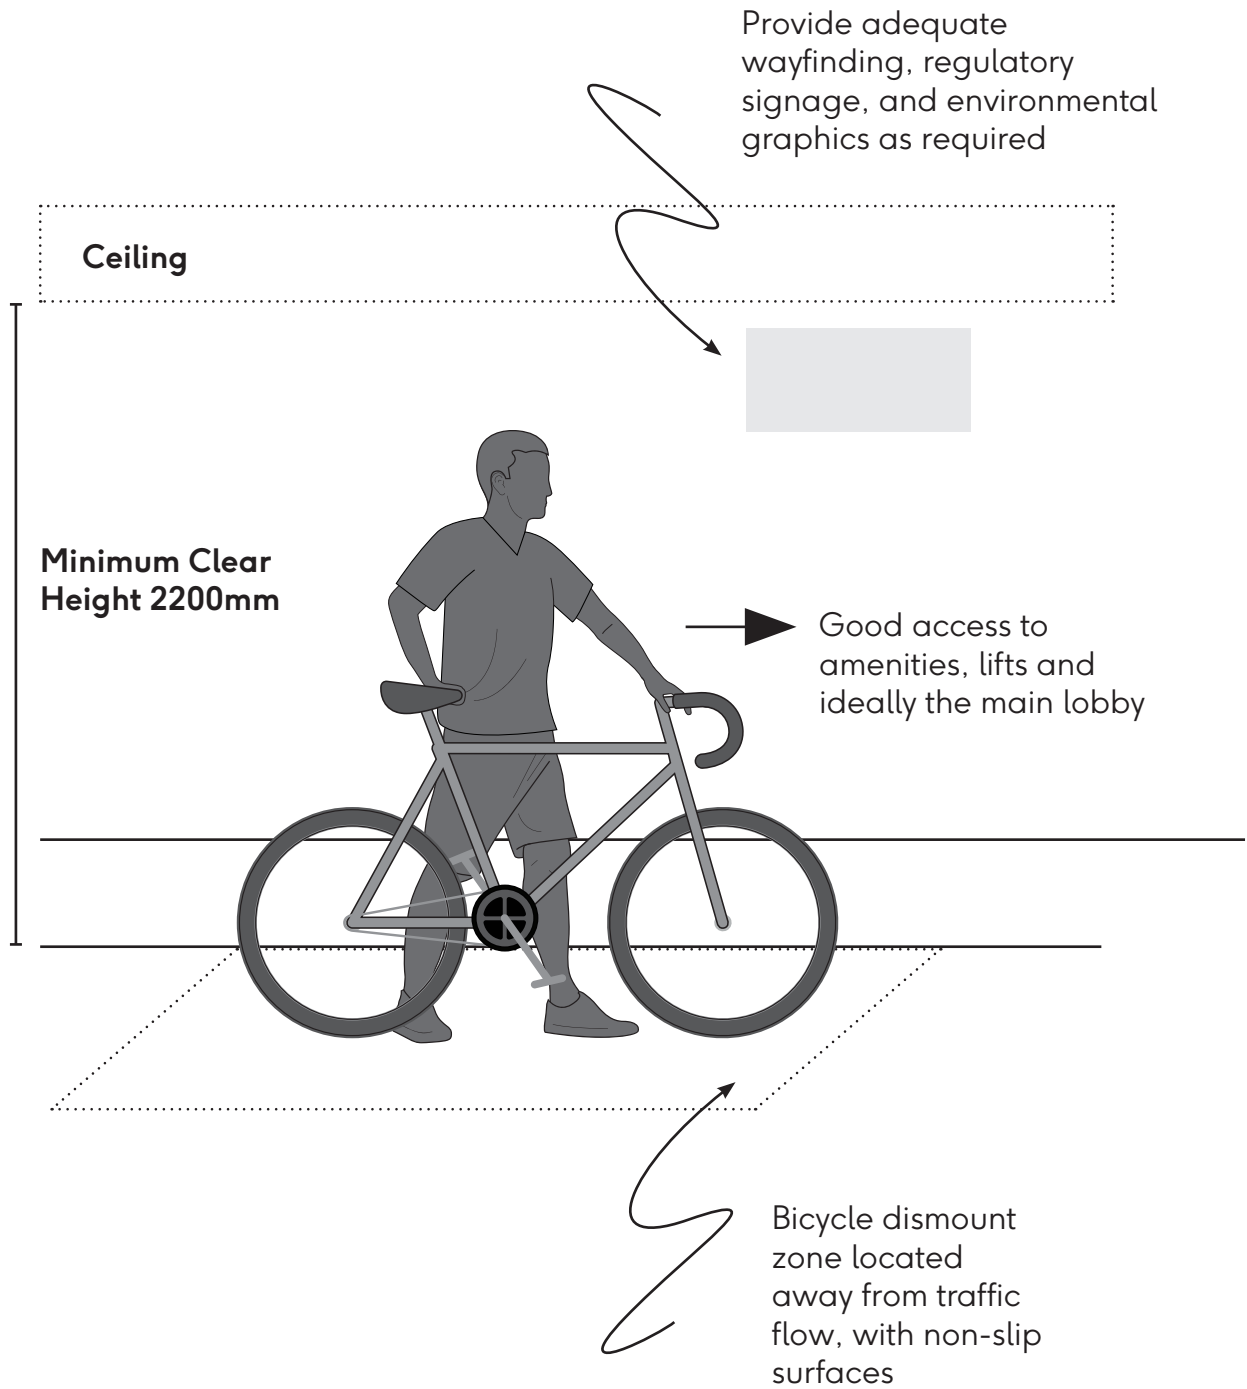 Provide adequate
wayfinding, regulatory
signage, and environmental
graphics as required
Ceiling
Minimum Clear
Height 2200mm
Good access to
amenities, lifts and
ideally the main lobby
Bicycle dismount
zone located
away from traffic
flow, with non-slip
surfaces